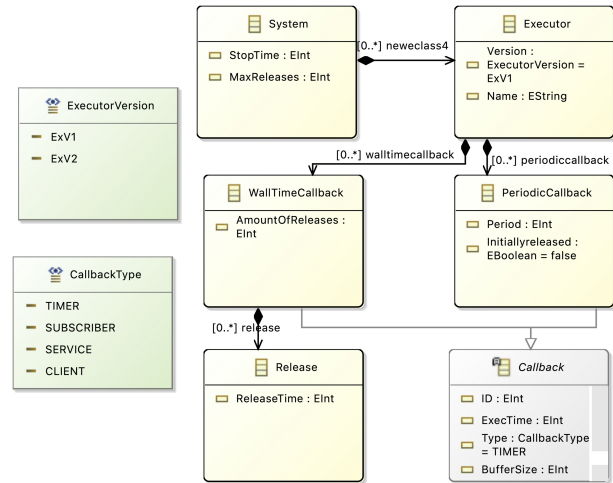 System
StopTime : EInt
MaxReleases : EInt
[0..*] neweclass4
Executor
Version :
ExecutorVersion =
ExV1
Name : EString
ExecutorVersion
ExV1
ExV2
[0..*] walltimecallback
[0..*] periodiccallback
WallTimeCallback
AmountOfReleases :
EInt
PeriodicCallback
Period : EInt
Initiallyreleased :
EBoolean = false
CallbackType
TIMER
SUBSCRIBER
SERVICE
CLIENT
[0..*] release
Release
ReleaseTime : EInt
Callback
ID : EInt
ExecTime : EInt
Type : CallbackType
= TIMER
BufferSize : EInt